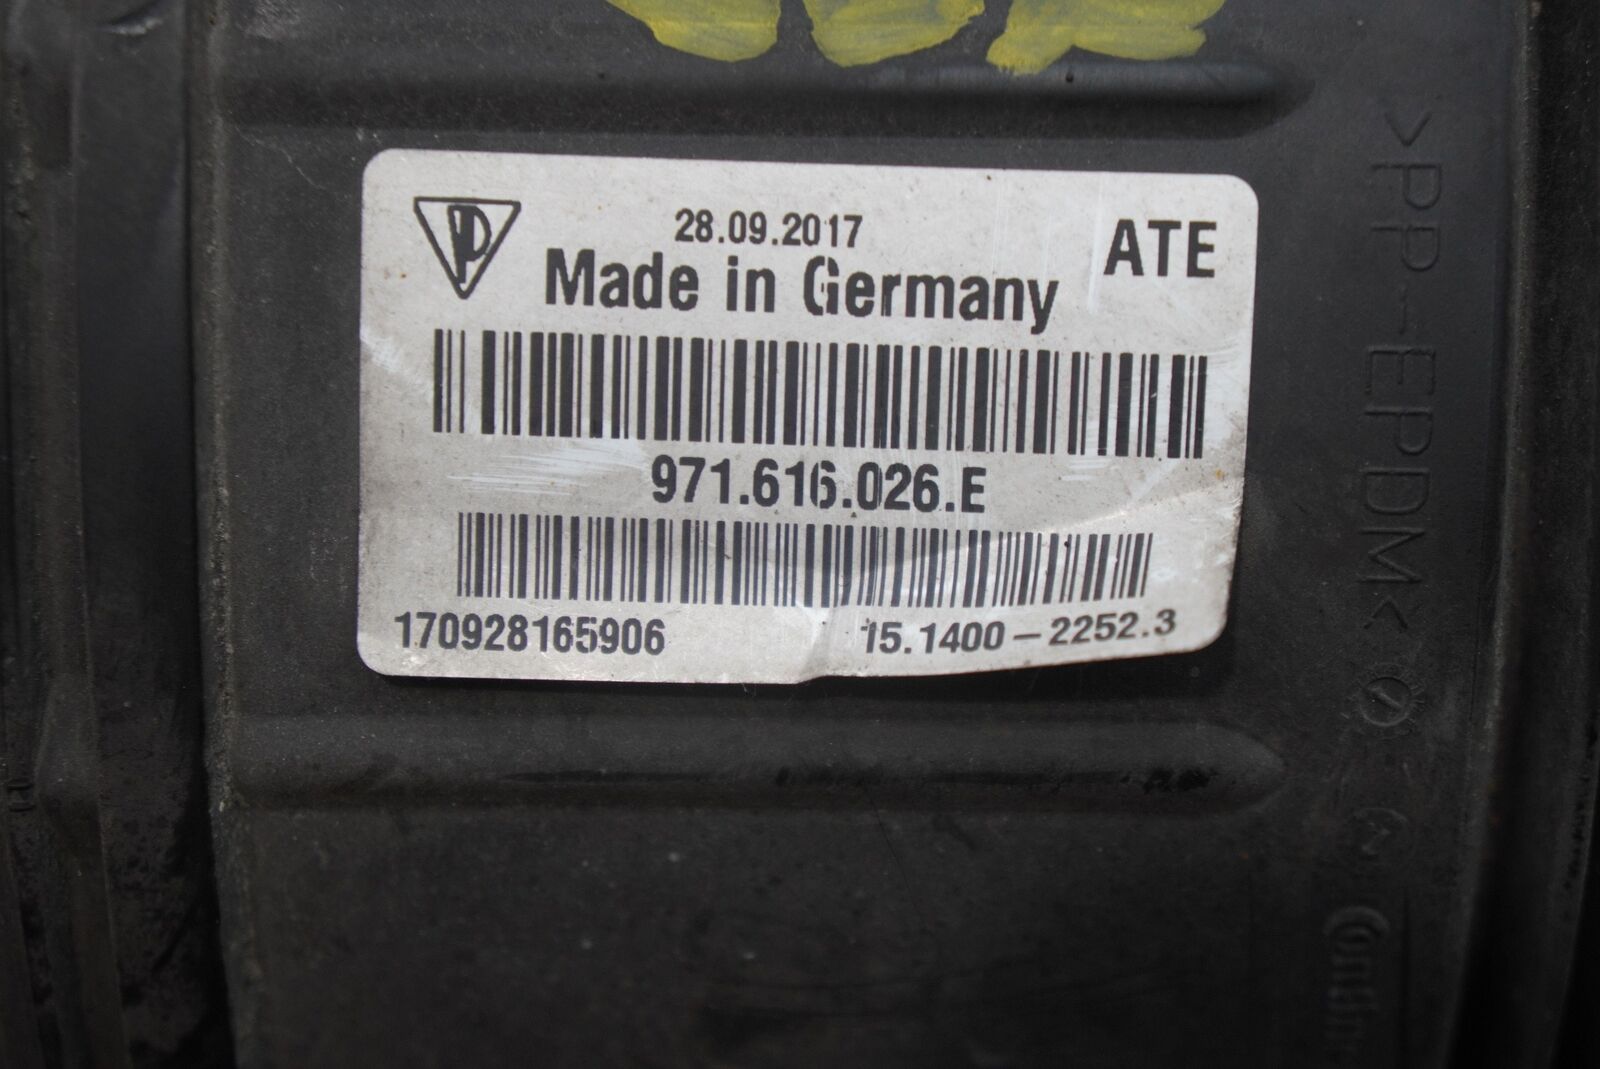 28.09.2017
ATE
Made in Germany
971.616.026.E
170928165906
15.1400-2252.3
>PP-EPDM<